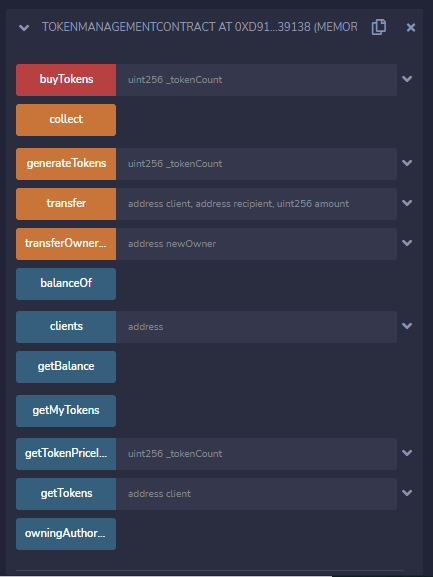 TOKENMANAGEMENTCONTRACT AT 0XD91...39138 (MEMOR
buyTokens uint256 _tokenCount
collect
generateTokens uint256 _tokenCount
transfer address client, address recipient, uint256 amount
transferOwner... address newOwner
balanceOf
clients address
getBalance
getMyTokens
getTokenPriceI... uint256 _tokenCount
getTokens address client
owningAuthor...